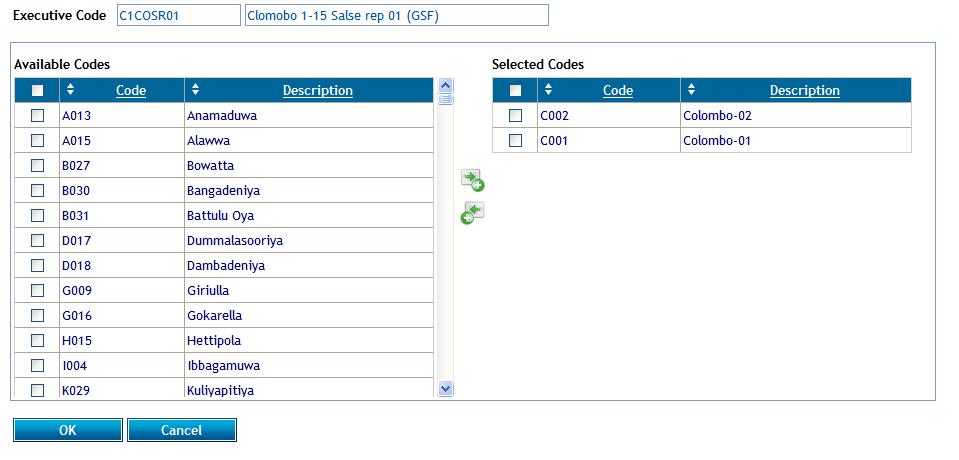 Executive Code C1COSR01 Clomobo 1-15 Salse rep 01 (GSF)
Available Codes
Code Description
A013 Anamaduwa
A015 Alawwa
B027 Bowatta
B030 Bangadeniya
B031 Battulu Oya
D017 Dummalasooriya
D018 Dambadeniya
G009 Giriulla
G016 Gokarella
H015 Hettipola
I004 Ibbagamuwa
K029 Kuliyapitiya
Selected Codes
Code Description
C002 Colombo-02
C001 Colombo-01
OK Cancel